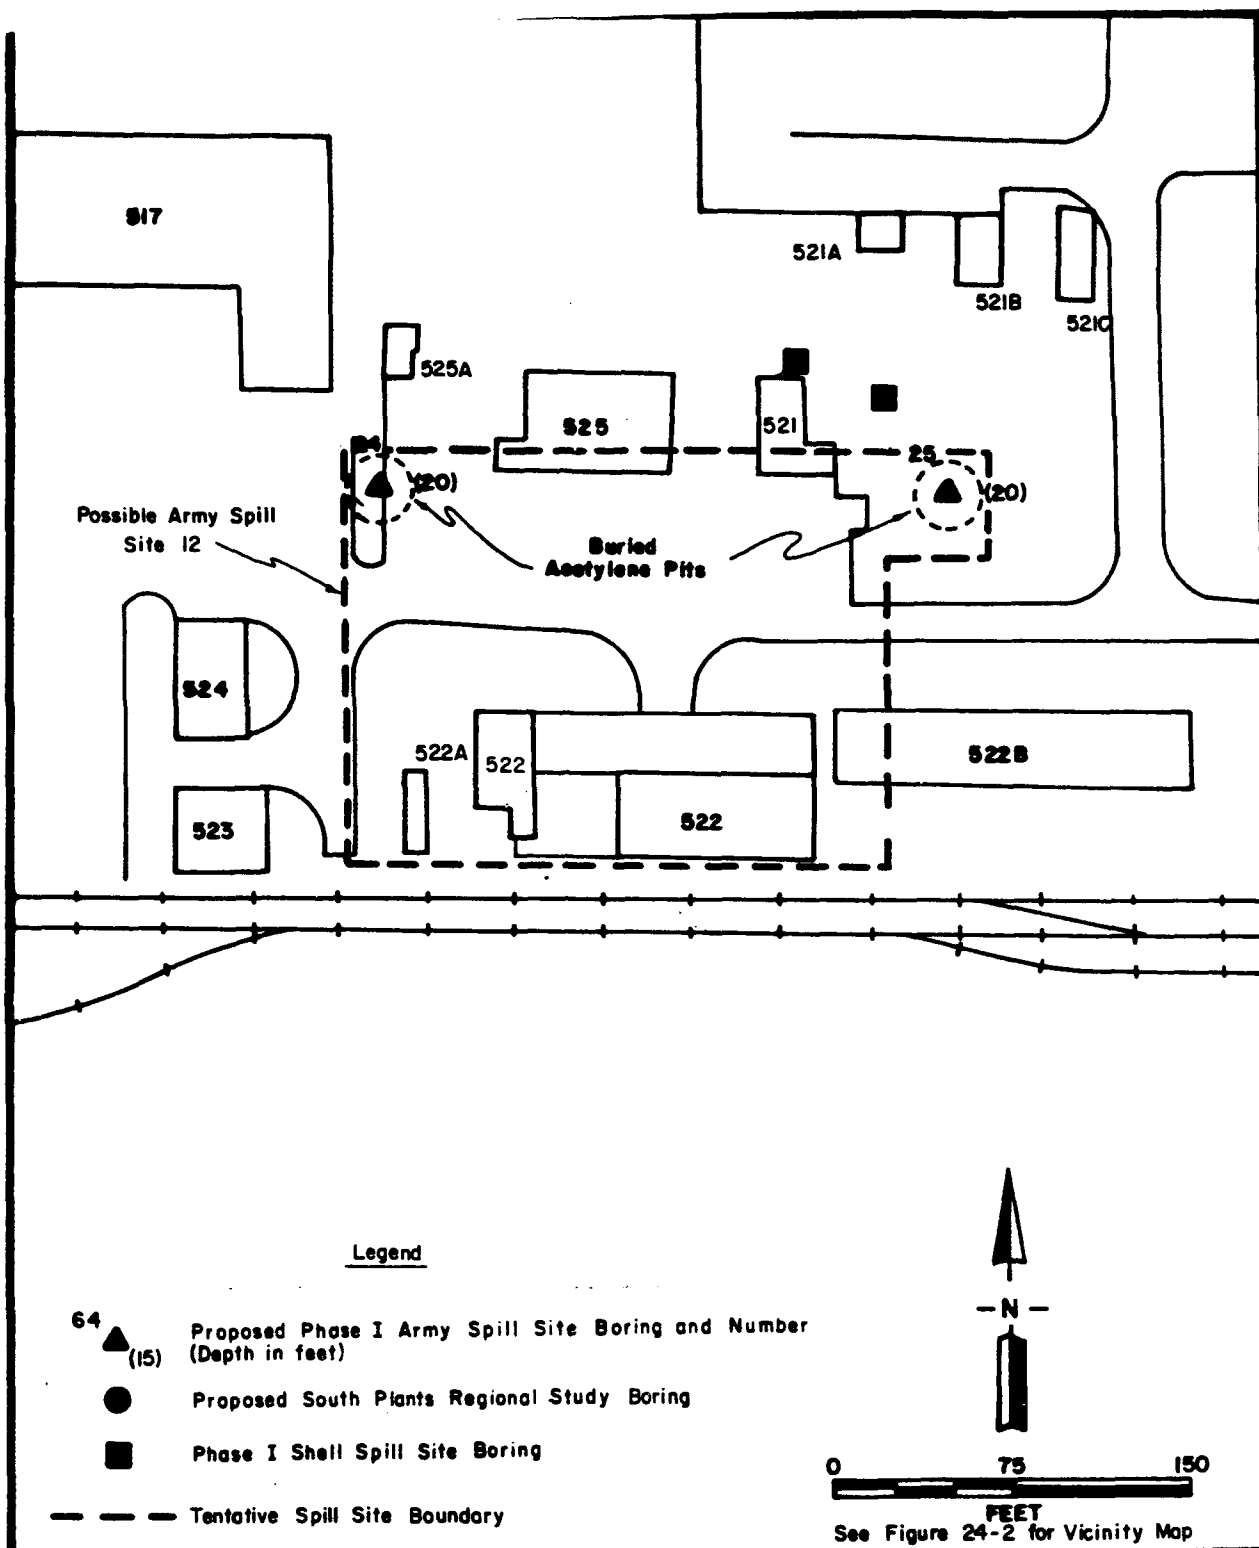 517
521A
521B
521C
525A
525
521
24
(20)
25
(20)
Possible Army Spill
Site 12
Buried
Acetylene Pits
524
522A
522
522B
523
522
Legend
64
(15)
Proposed Phase I Army Spill Site Boring and Number
(Depth in feet)
Proposed South Plants Regional Study Boring
Phase I Shell Spill Site Boring
Tentative Spill Site Boundary
N
0 75 150
FEET
See Figure 24-2 for Vicinity Map